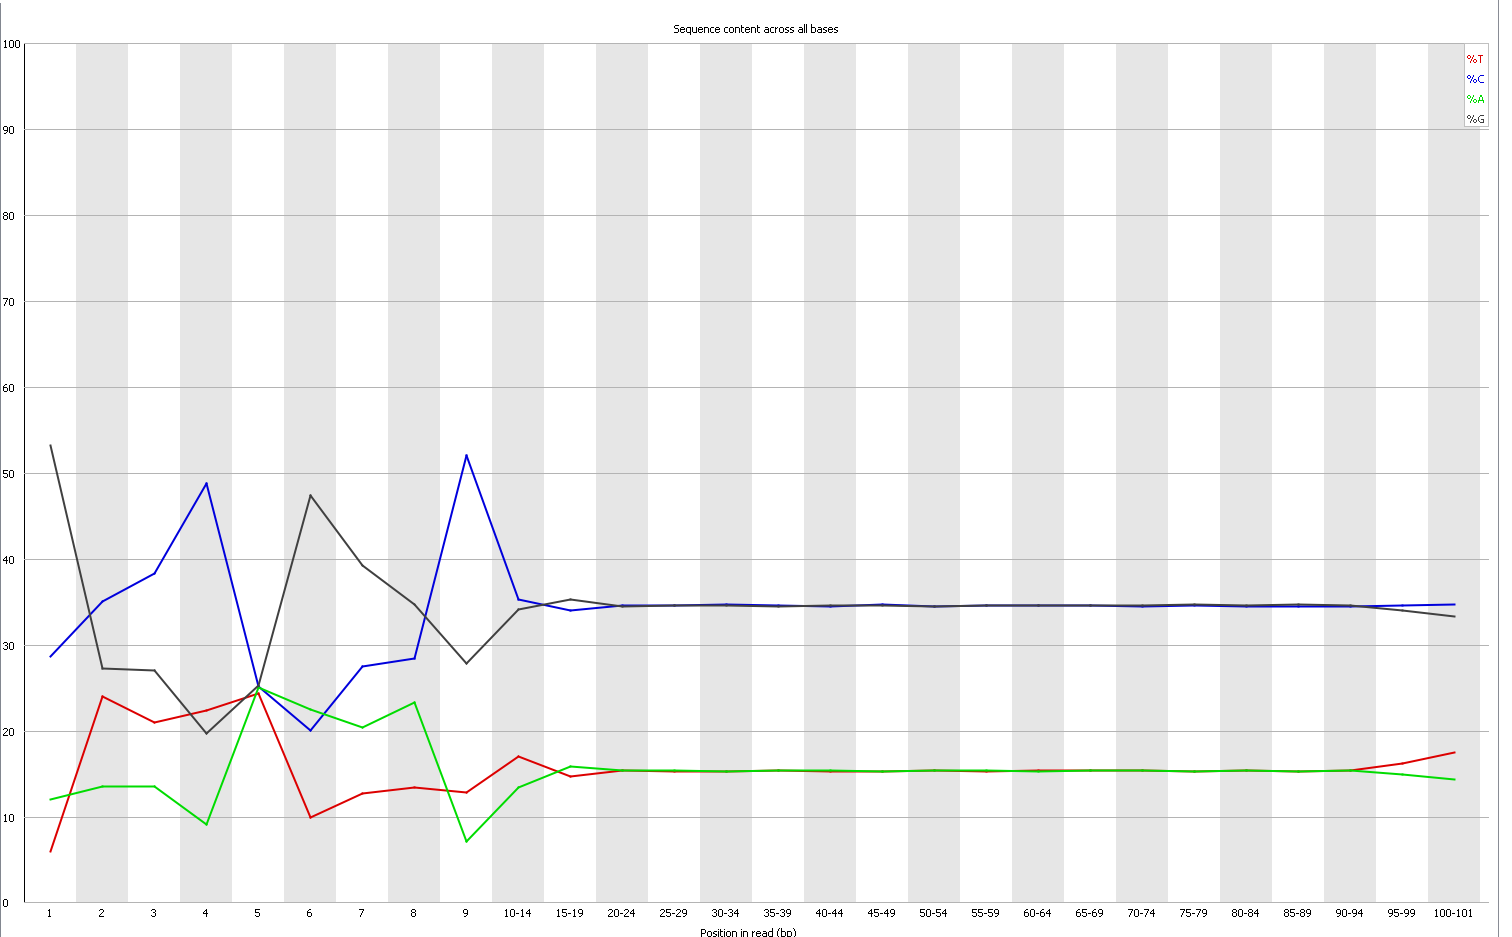 Sequence content across all bases
100
%T
%C
%A
%G
90
80
70
60
50
40
30
20
10
0
1 2 3 4 5 6 7 8 9 10-14 15-19 20-24 25-29 30-34 35-39 40-44 45-49 50-54 55-59 60-64 65-69 70-74 75-79 80-84 85-89 90-94 95-99 100-101
Position in read (bp)